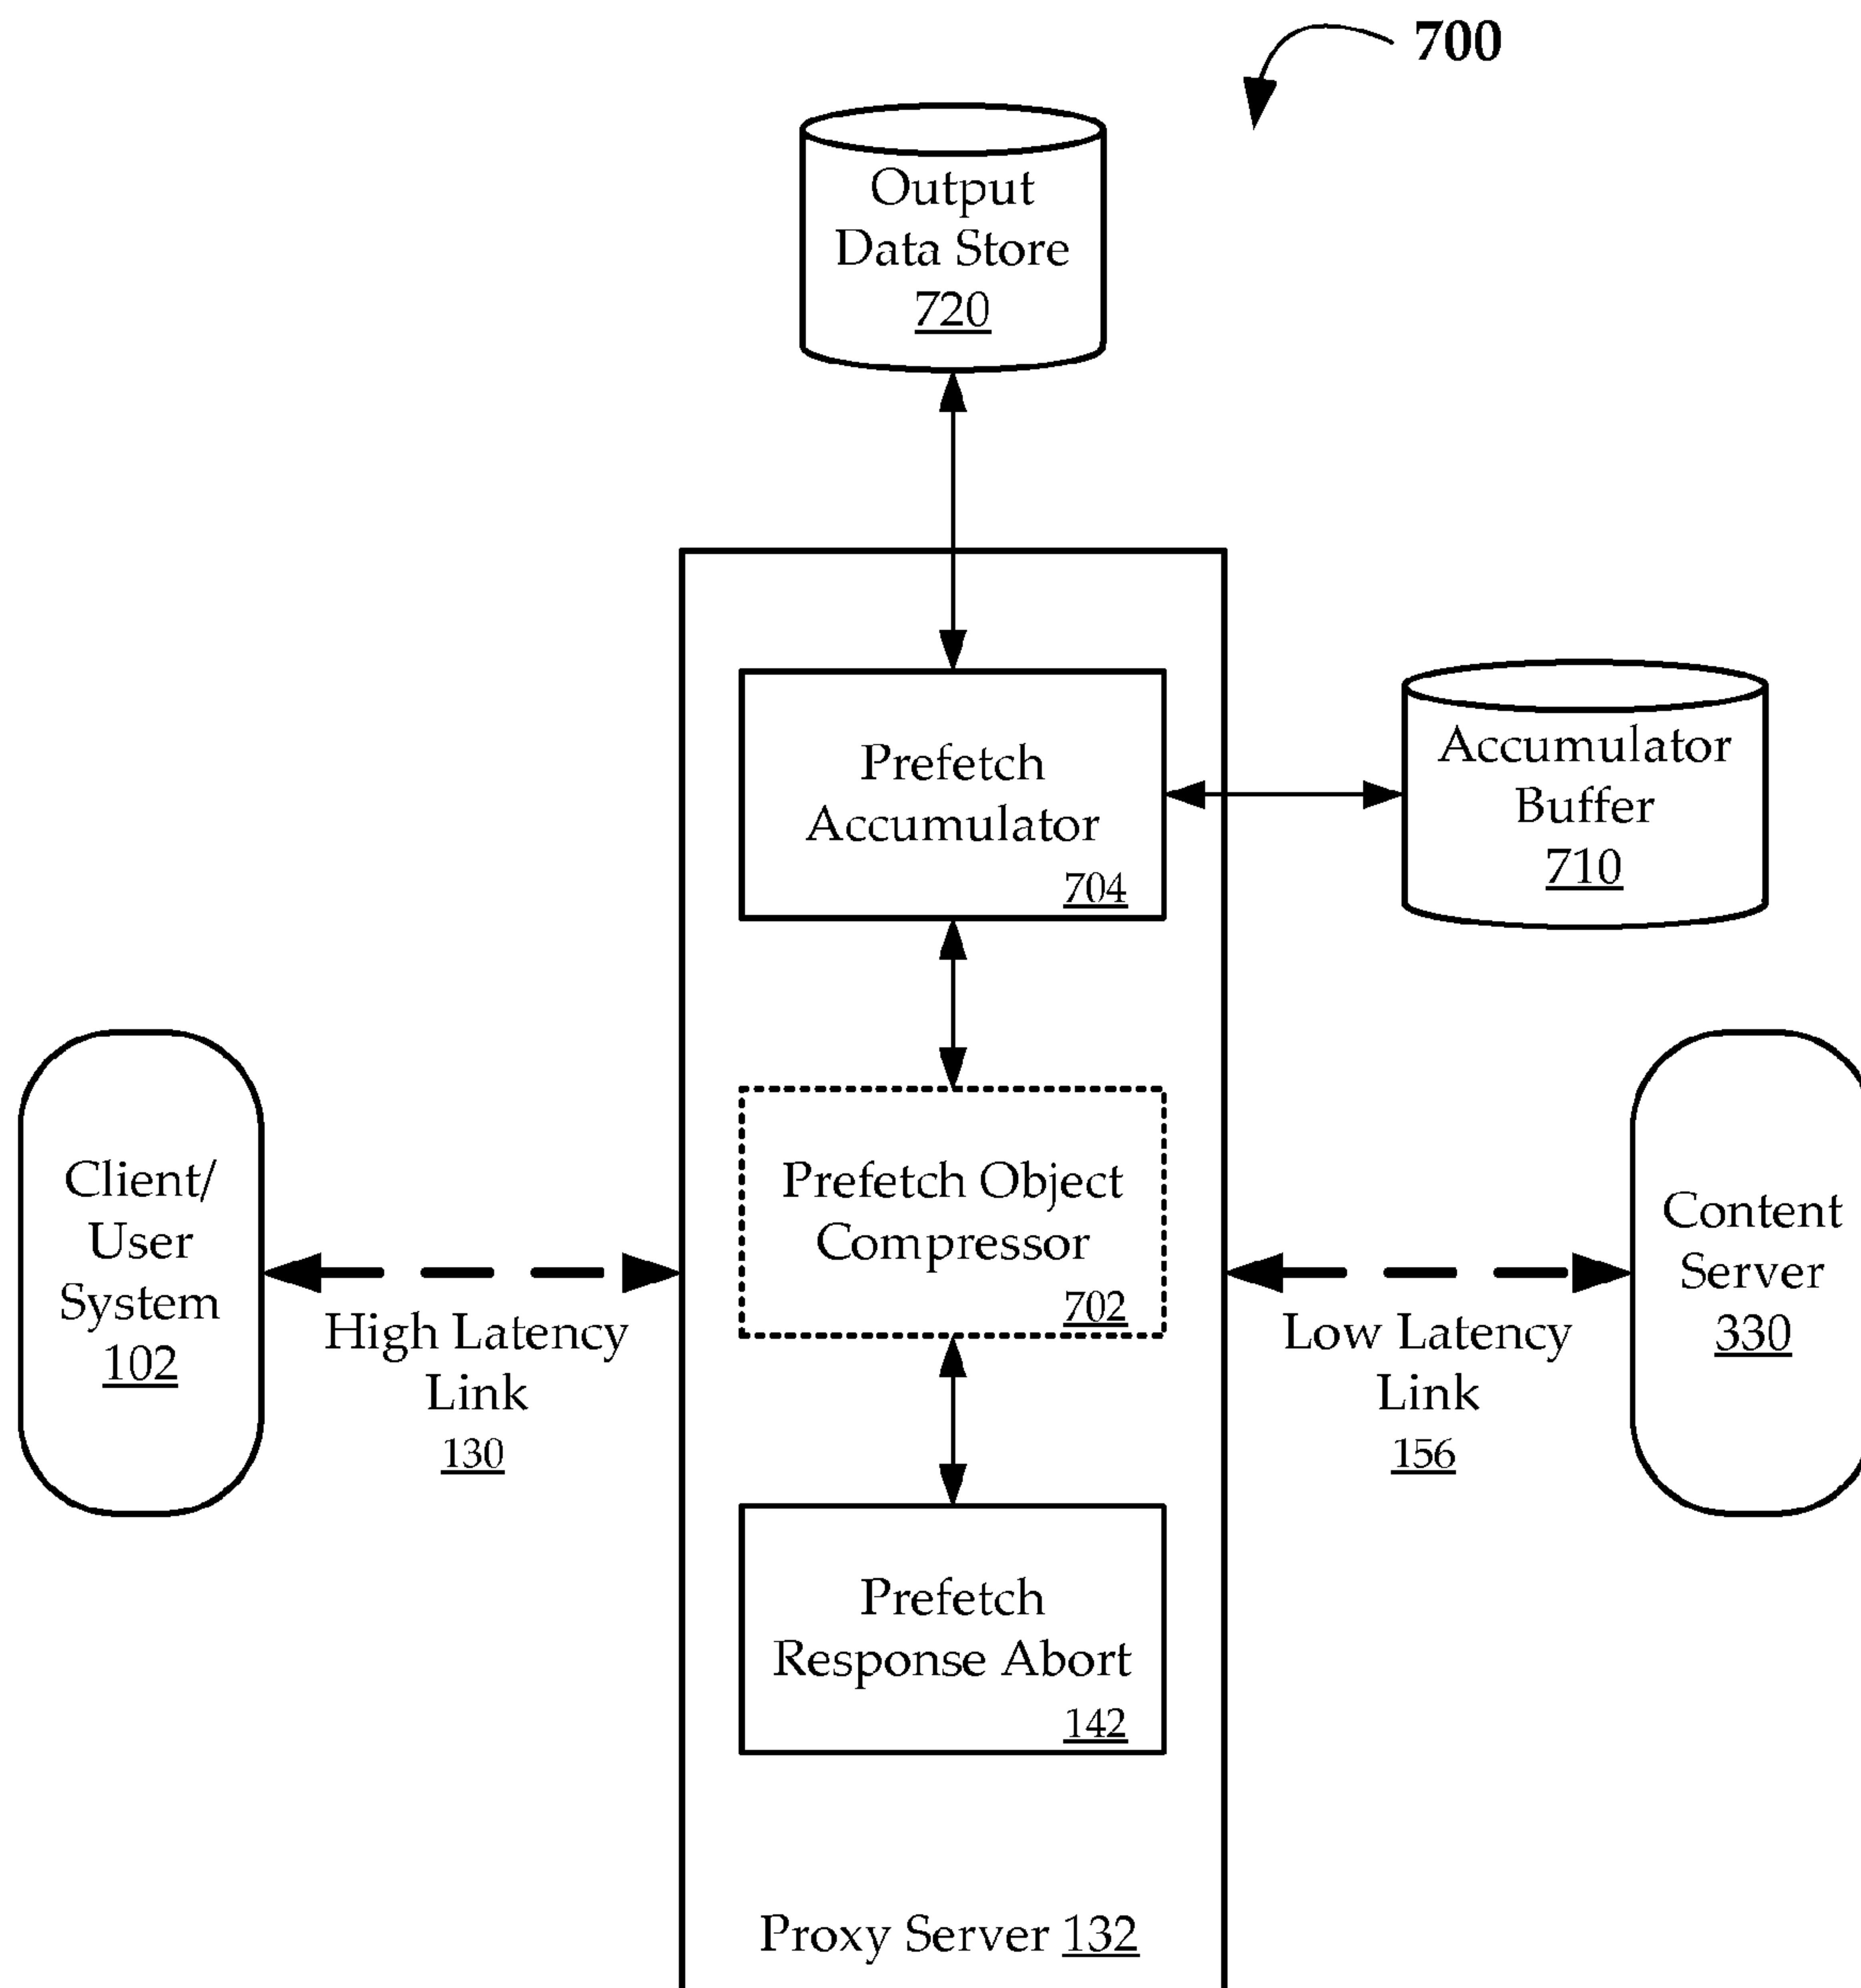 700
Output
Data Store
720
Prefetch
Accumulator
704
Accumulator
Buffer
710
Client/
User
System
102
High Latency
Link
130
Prefetch Object
Compressor
702
Low Latency
Link
156
Content
Server
330
Prefetch
Response Abort
142
Proxy Server 132